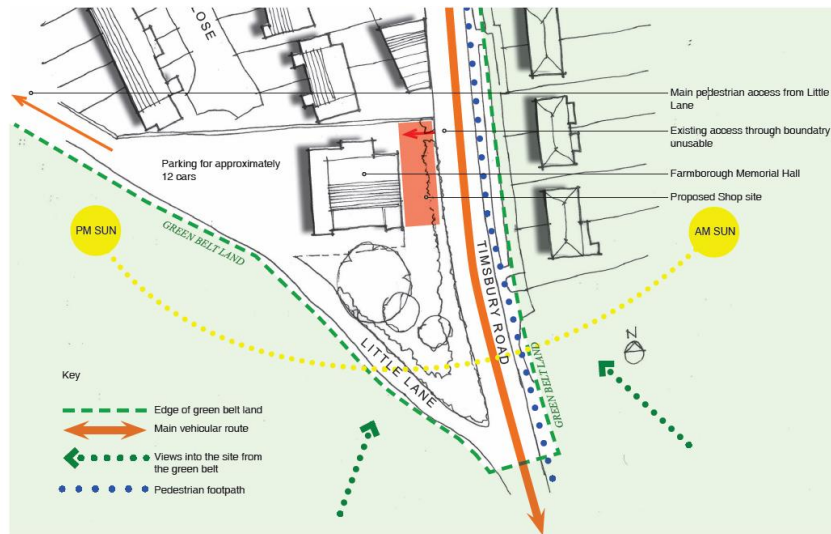 OSE
Main pedestrian access from Little
Lane
Existing access through boundatry
unusable
Farmborough Memorial Hall
Proposed Shop site
Parking for approximately
12 cars
PM SUN
AM SUN
GREEN BELT LAND
TIMSBURY ROAD
LITTLE LANE
GREEN BELT LAND
N
Key
Edge of green belt land
Main vehicular route
Views into the site from
the green belt
Pedestrian footpath